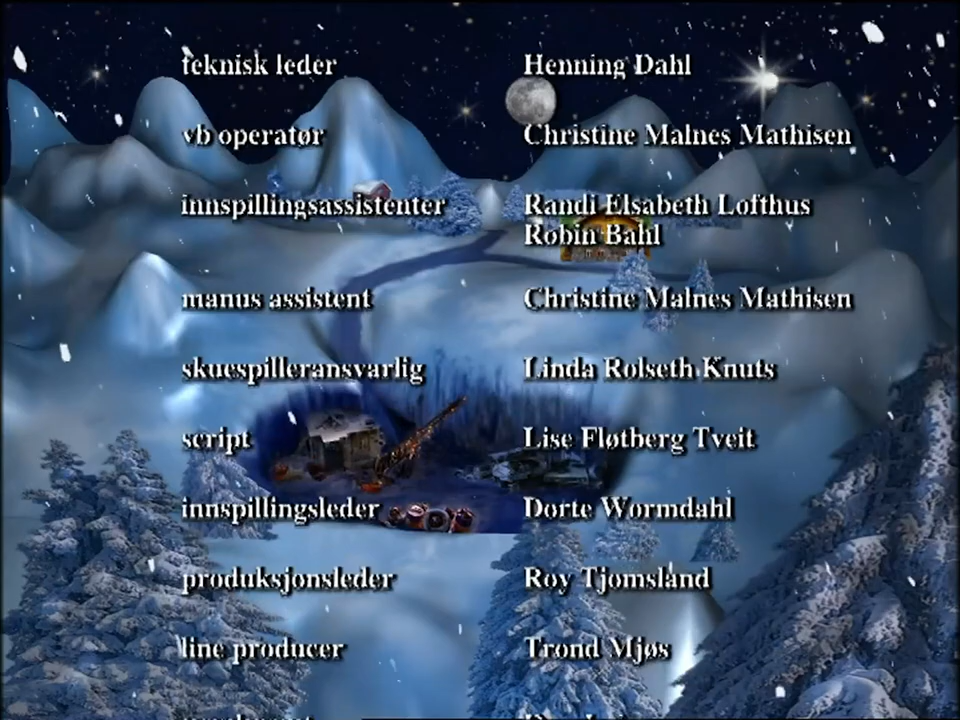 teknisk leder Henning Dahl
vb operatør Christine Malnes Mathisen
innspillingsassistenter Randi Elsabeth Lofthus
Robin Bahl
manus assistent Christine Malnes Mathisen
skuespilleransvarlig Linda Rolseth Knuts
script Lise Fløtberg Tveit
innspillingsleder Dorte Wormdahl
produksjonsleder Roy Tjomsland
line producer Trond Mjøs